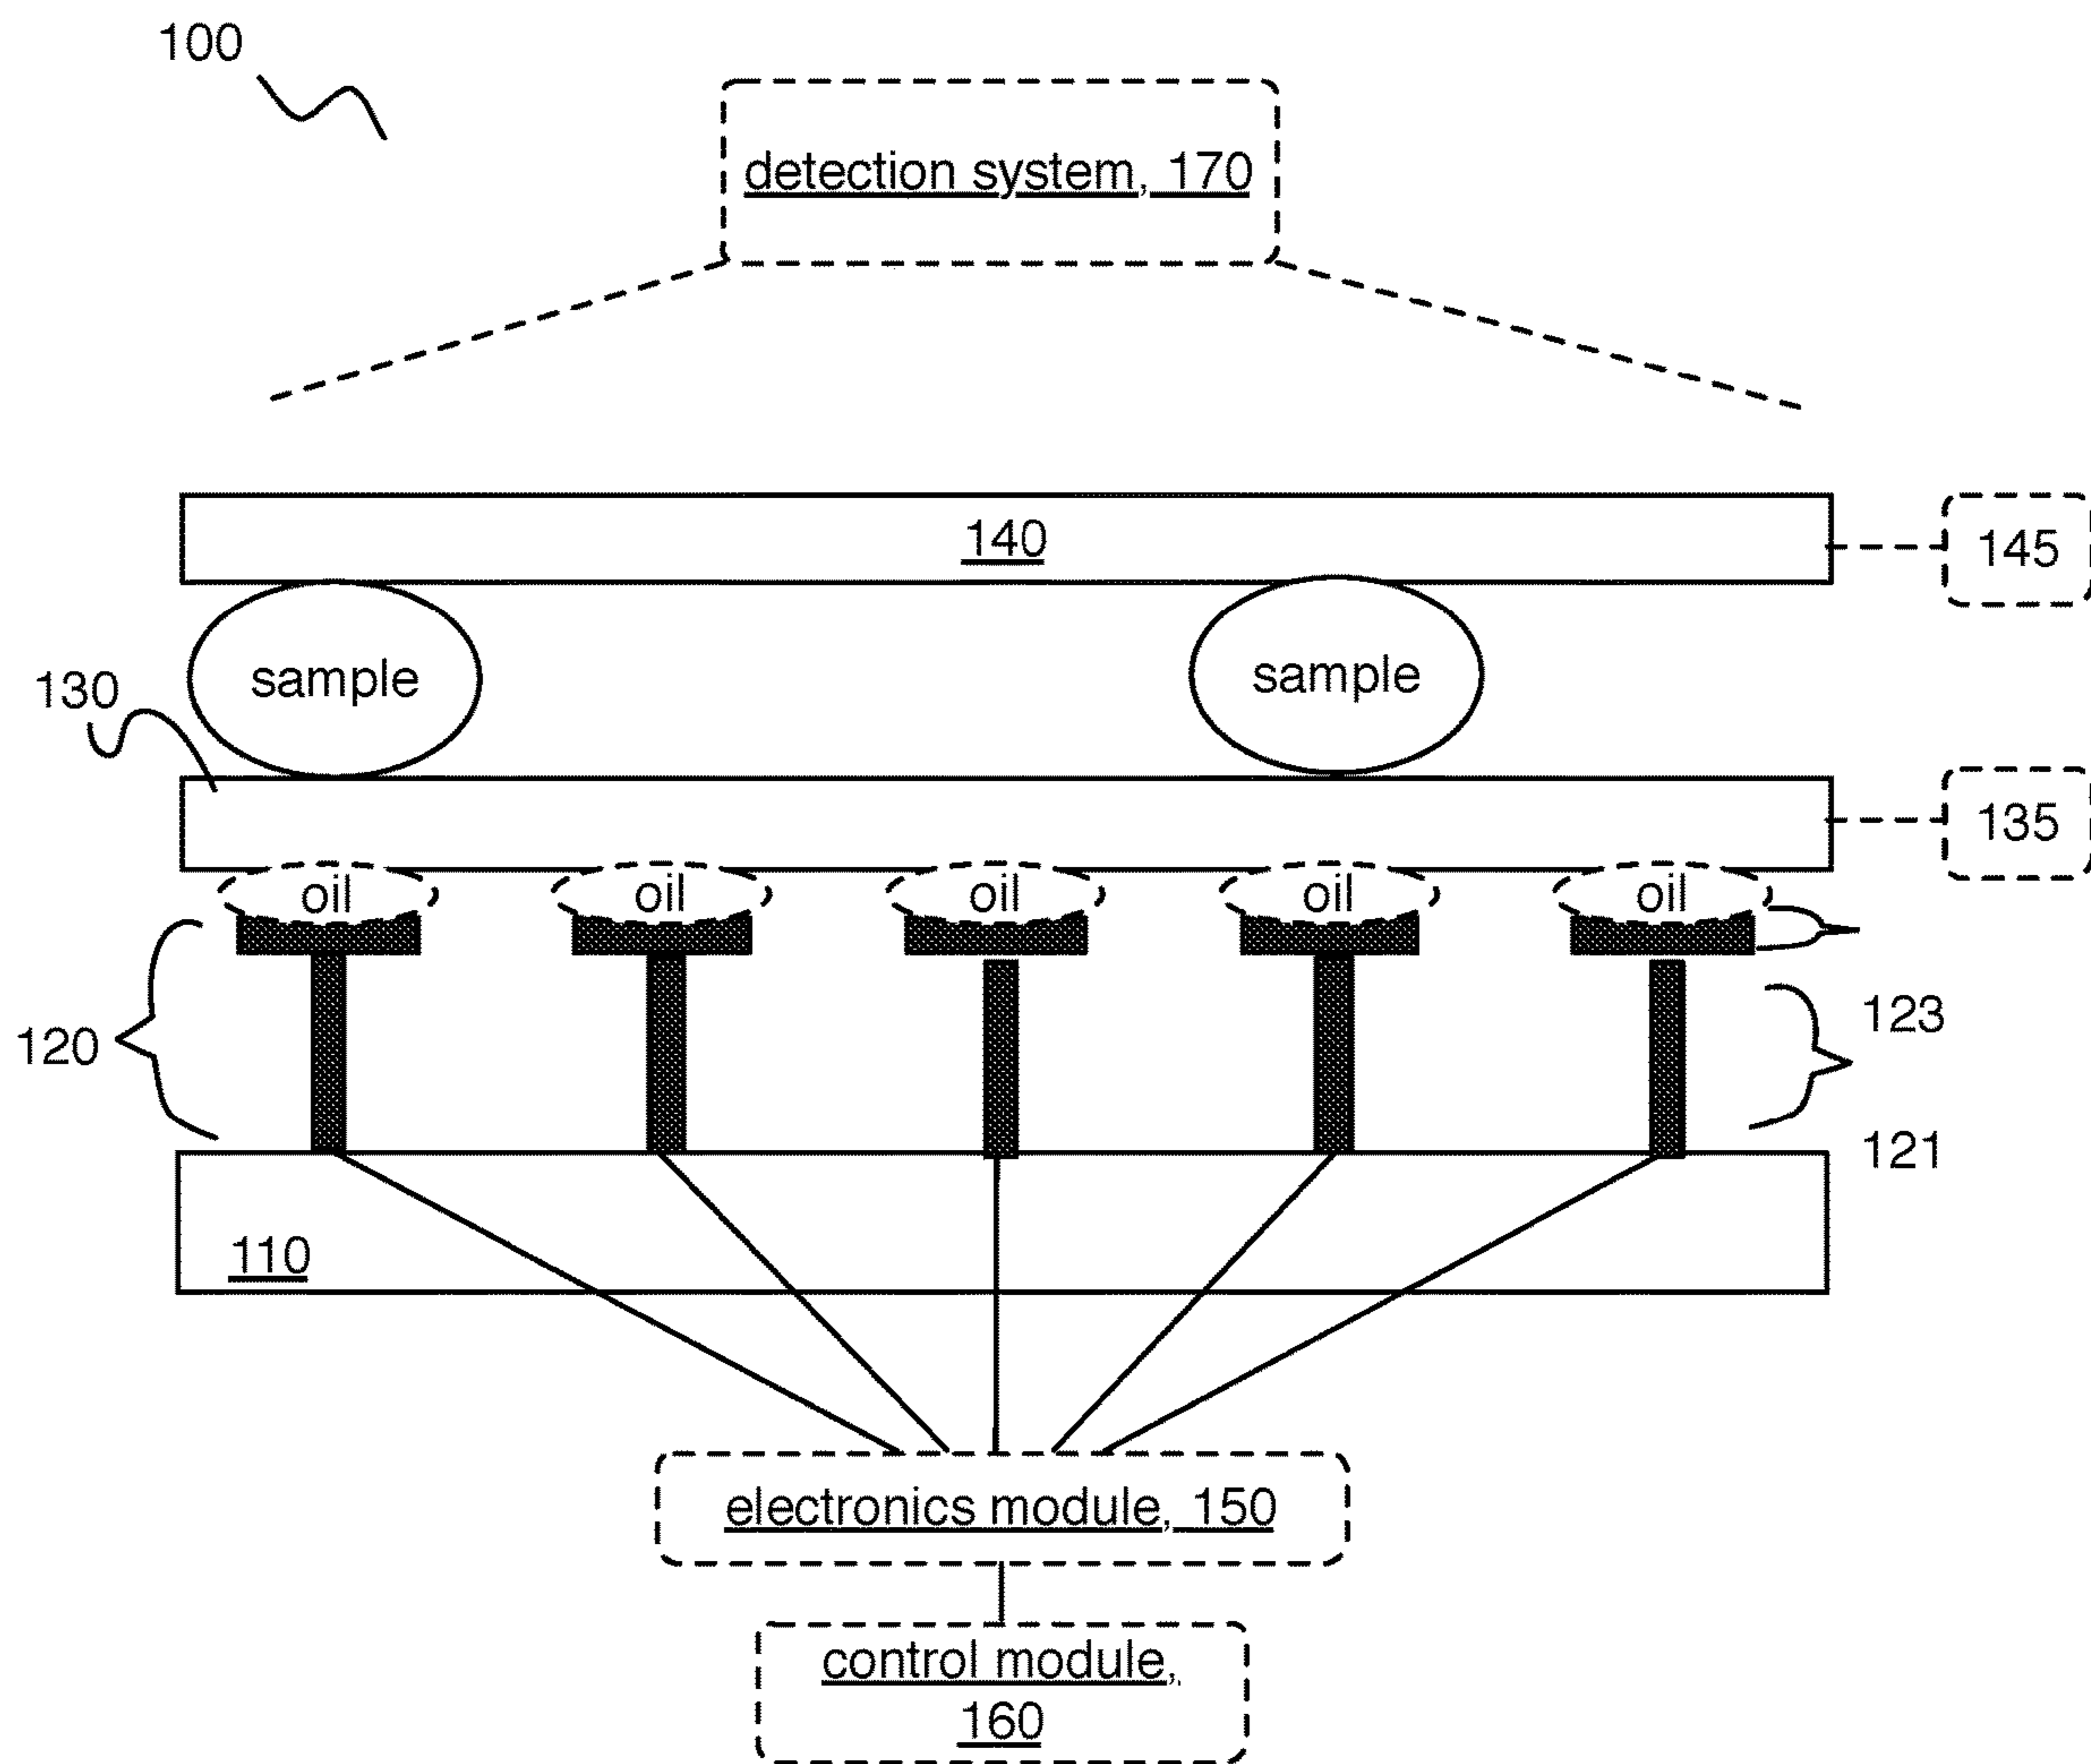 100
detection system, 170
140
145
sample
sample
130
135
oil
oil
oil
oil
oil
123
120
121
110
electronics module, 150
control module,
160